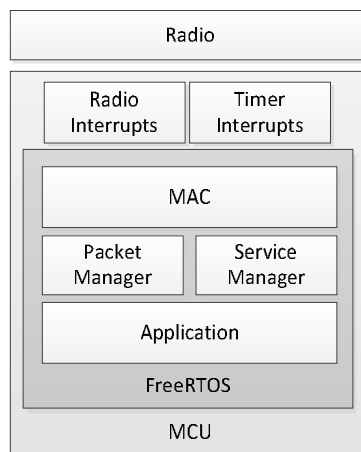 Radio
Radio Timer
Interrupts Interrupts
MAC
Packet Service
Manager Manager
Application
FreeRTOS
MCU